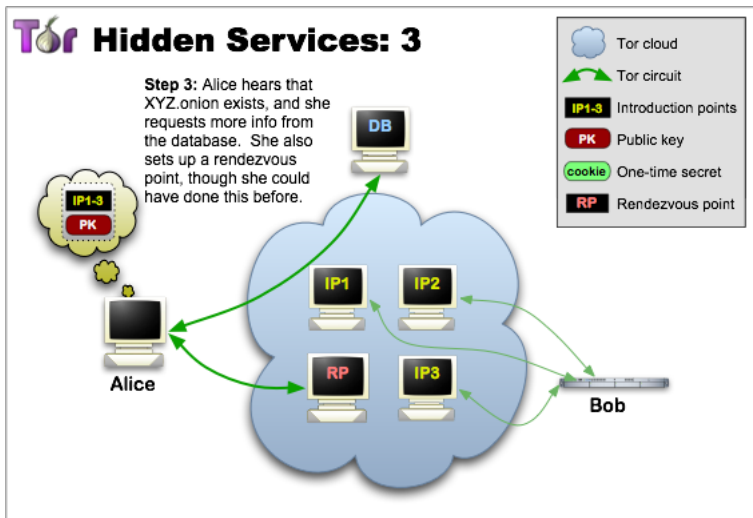 Tor Hidden Services: 3
Step 3: Alice hears that
XYZ.onion exists, and she
requests more info from
the database. She also
sets up a rendezvous
point, though she could
have done this before.
Tor cloud
Tor circuit
IP1-3 Introduction points
PK Public key
cookie One-time secret
RP Rendezvous point
DB
IP1-3
PK
IP1
IP2
Alice
RP
IP3
Bob